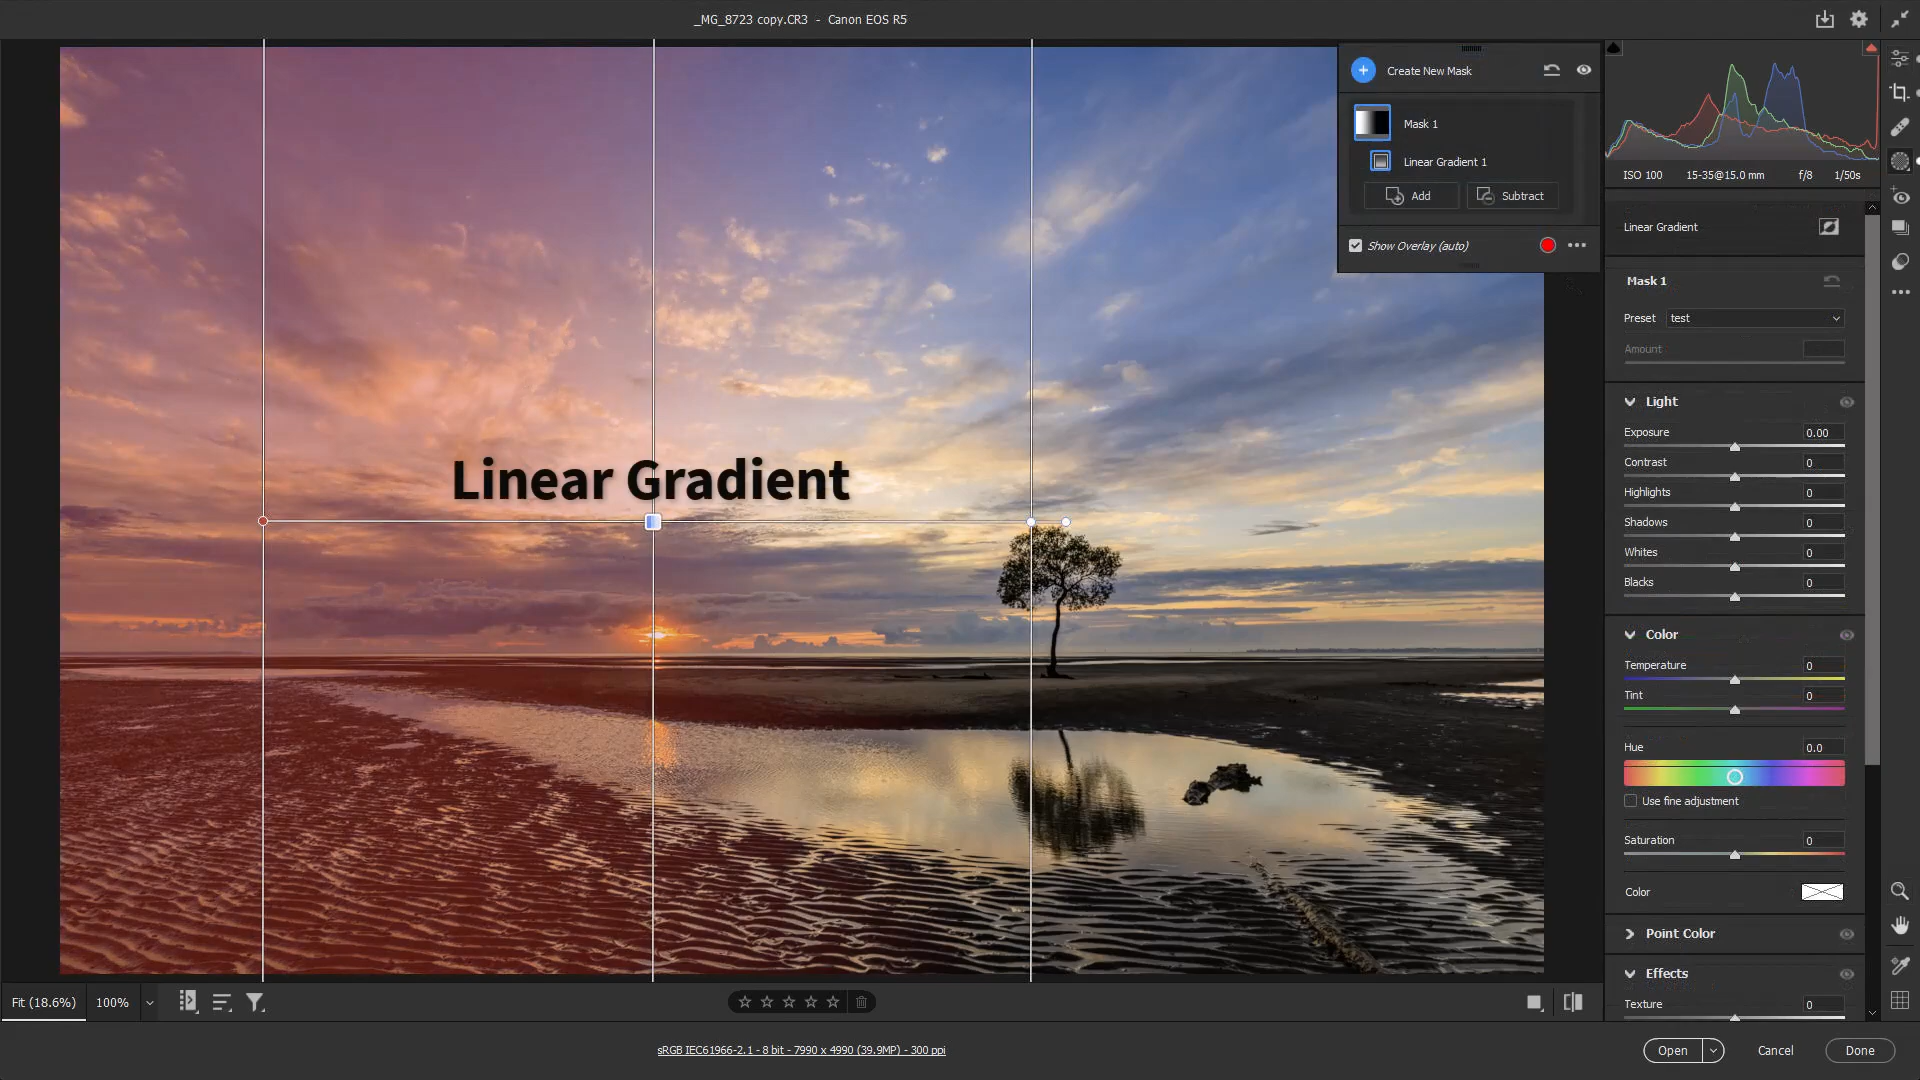 _MG_8723 copy.CR3 - Canon EOS R5
Create New Mask
Mask 1
Linear Gradient 1
Add
Subtract
Show Overlay (auto)
ISO 100 15-35@15.0 mm f/8 1/50s
Linear Gradient
Mask 1
Preset test
Amount
Light
Exposure 0.00
Contrast 0
Highlights 0
Shadows 0
Whites 0
Blacks 0
Color
Temperature 0
Tint 0
Hue 0.0
Use fine adjustment
Saturation 0
Color
Point Color
Effects
Texture 0
Linear Gradient
Fit (18.6%) 100%
sRGB IEC61966-2.1 - 8 bit - 7990 x 4990 (39.9MP) - 300 ppi
Open
Cancel
Done